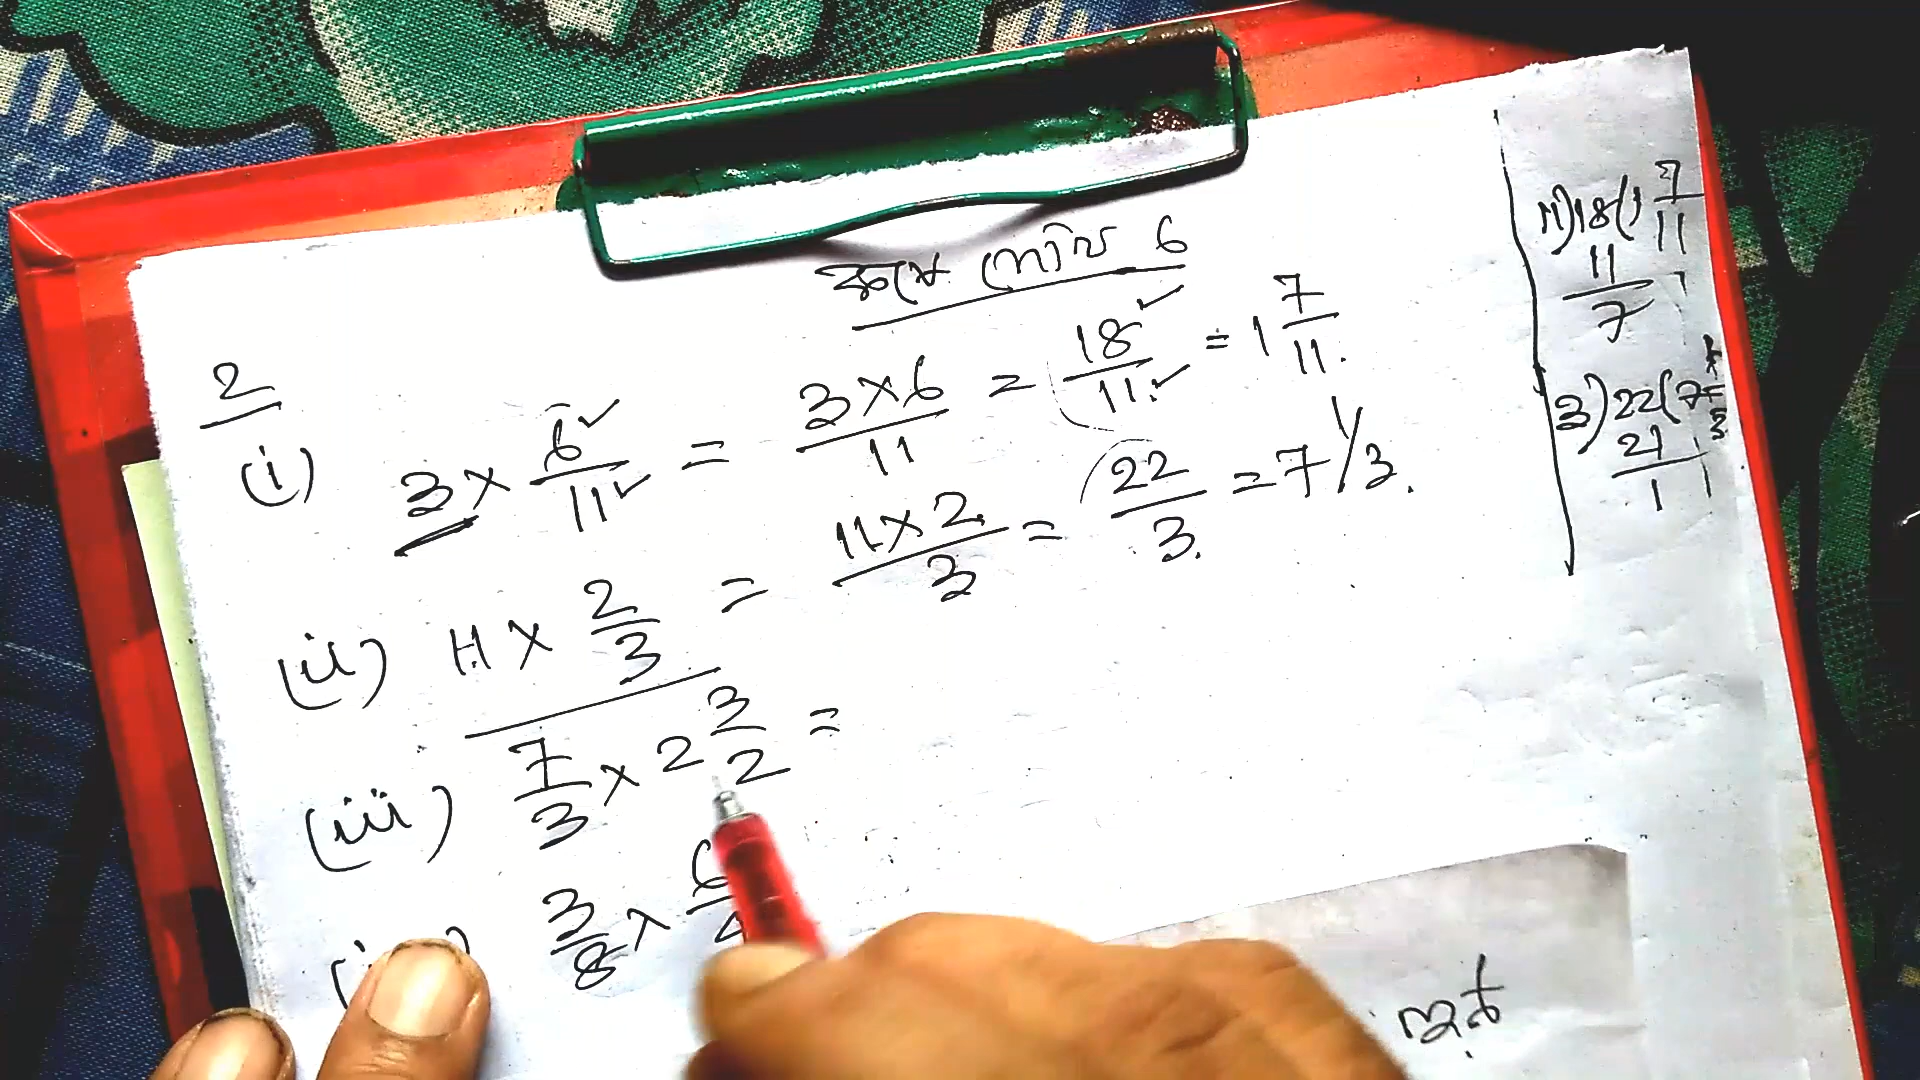 কষে দেখি 6
2
(i) 3 × 6/11 = 3×6/11 = 18/11 = 1 7/11.
(ii) 11 × 2/3 = 11×2/3 = 22/3 = 7 1/3.
(iii) 7/3 × 2 3/2 =
3/8 × 6
11)18(1 7/11
11
7
3)22(7
21
1